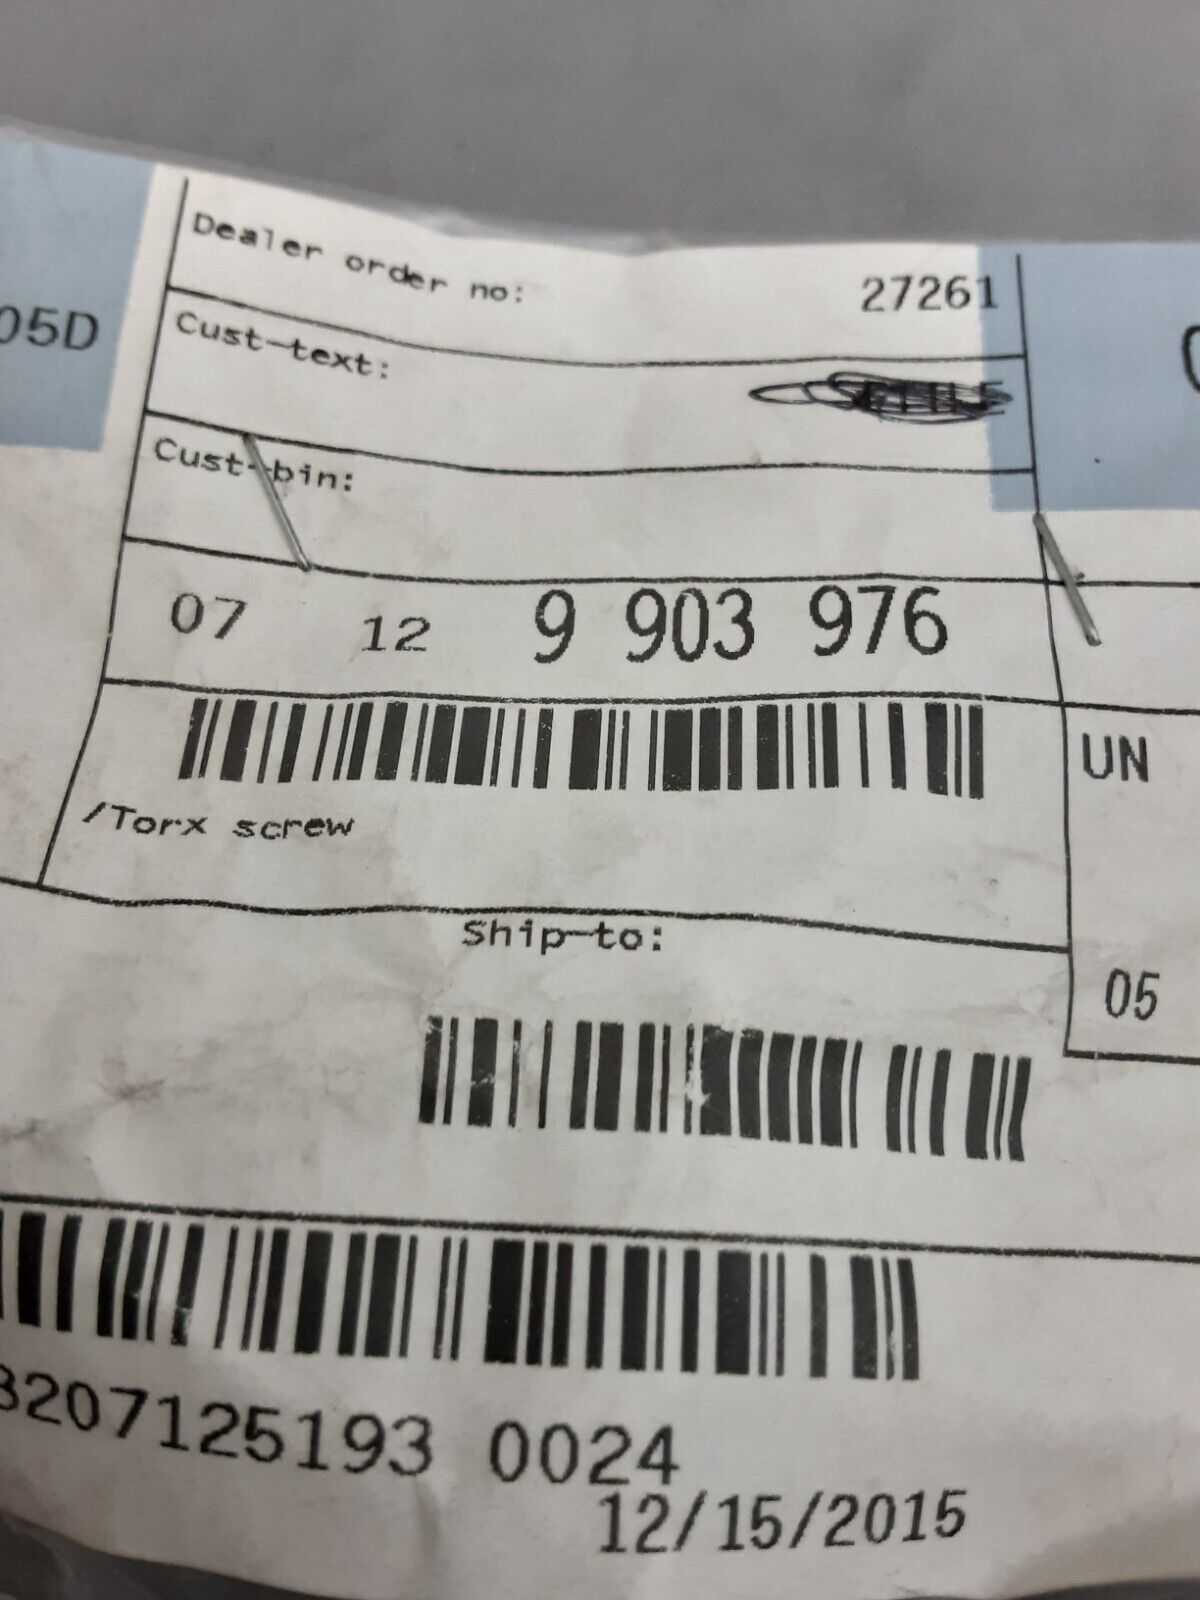 Dealer order no: 27261
05D
Cust-text:
Cust-bin:
07 12 9 903 976
UN
/Torx screw
Ship-to:
05
3207125193 0024
12/15/2015